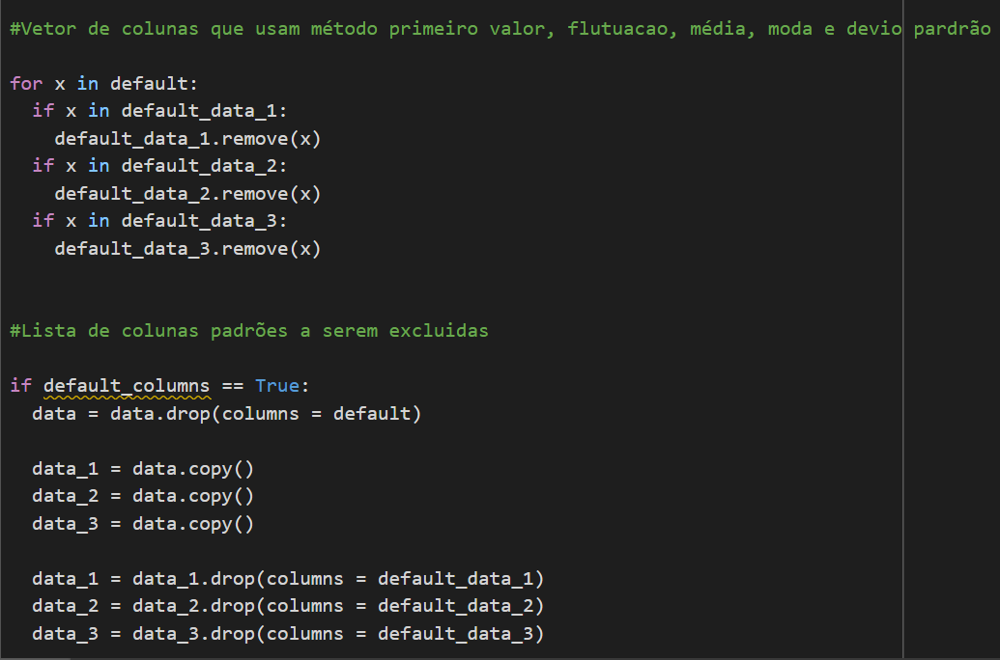 #Vetor de colunas que usam método primeiro valor, flutuacao, média, moda e devio pardrão
for x in default:
  if x in default_data_1:
    default_data_1.remove(x)
  if x in default_data_2:
    default_data_2.remove(x)
  if x in default_data_3:
    default_data_3.remove(x)
#Lista de colunas padrões a serem excluidas
if default_columns == True:
  data = data.drop(columns = default)
  data_1 = data.copy()
  data_2 = data.copy()
  data_3 = data.copy()
  data_1 = data_1.drop(columns = default_data_1)
  data_2 = data_2.drop(columns = default_data_2)
  data_3 = data_3.drop(columns = default_data_3)